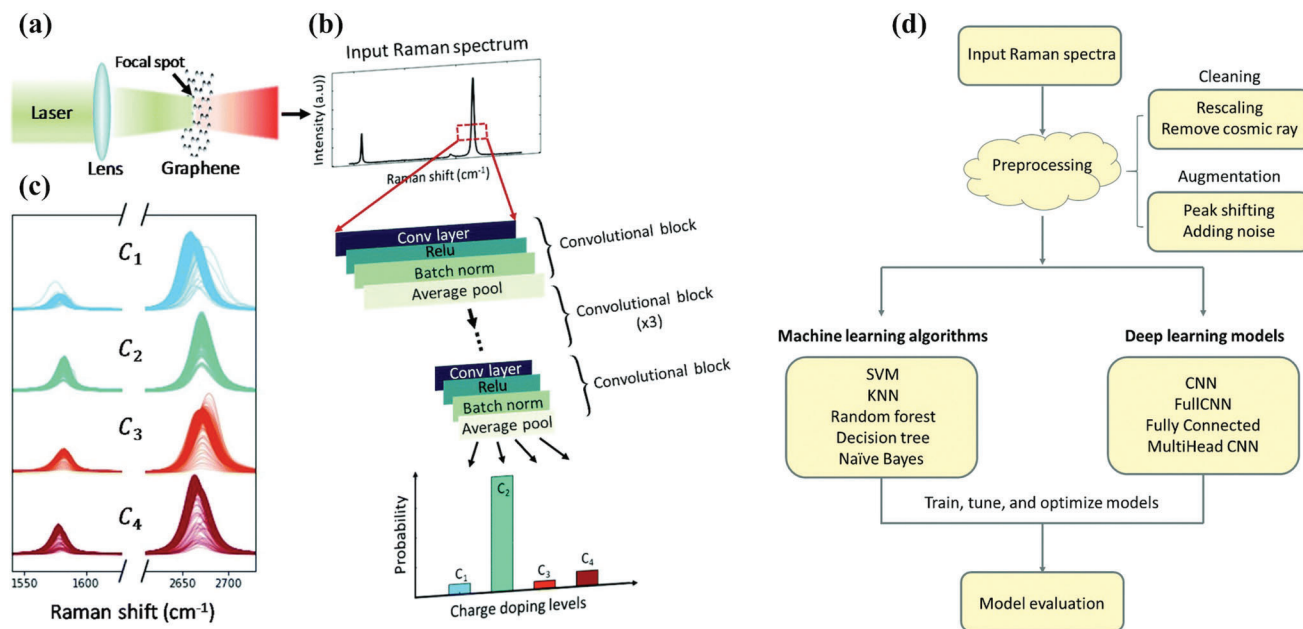 (a)
Focal spot
Laser
Lens
Graphene
(b)
Input Raman spectrum
Intensity (a.u))
Raman shift (cm⁻¹)
Conv layer
Relu
Batch norm
Average pool
Convolutional block
Convolutional block
(x3)
Conv layer
Relu
Batch norm
Average pool
Convolutional block
Probability
C₁
C₂
C₃
C₄
Charge doping levels
(c)
C₁
C₂
C₃
C₄
1550
1600
2650
2700
Raman shift (cm⁻¹)
(d)
Input Raman spectra
Preprocessing
Cleaning
Rescaling
Remove cosmic ray
Augmentation
Peak shifting
Adding noise
Machine learning algorithms
SVM
KNN
Random forest
Decision tree
Naïve Bayes
Deep learning models
CNN
FullCNN
Fully Connected
MultiHead CNN
Train, tune, and optimize models
Model evaluation